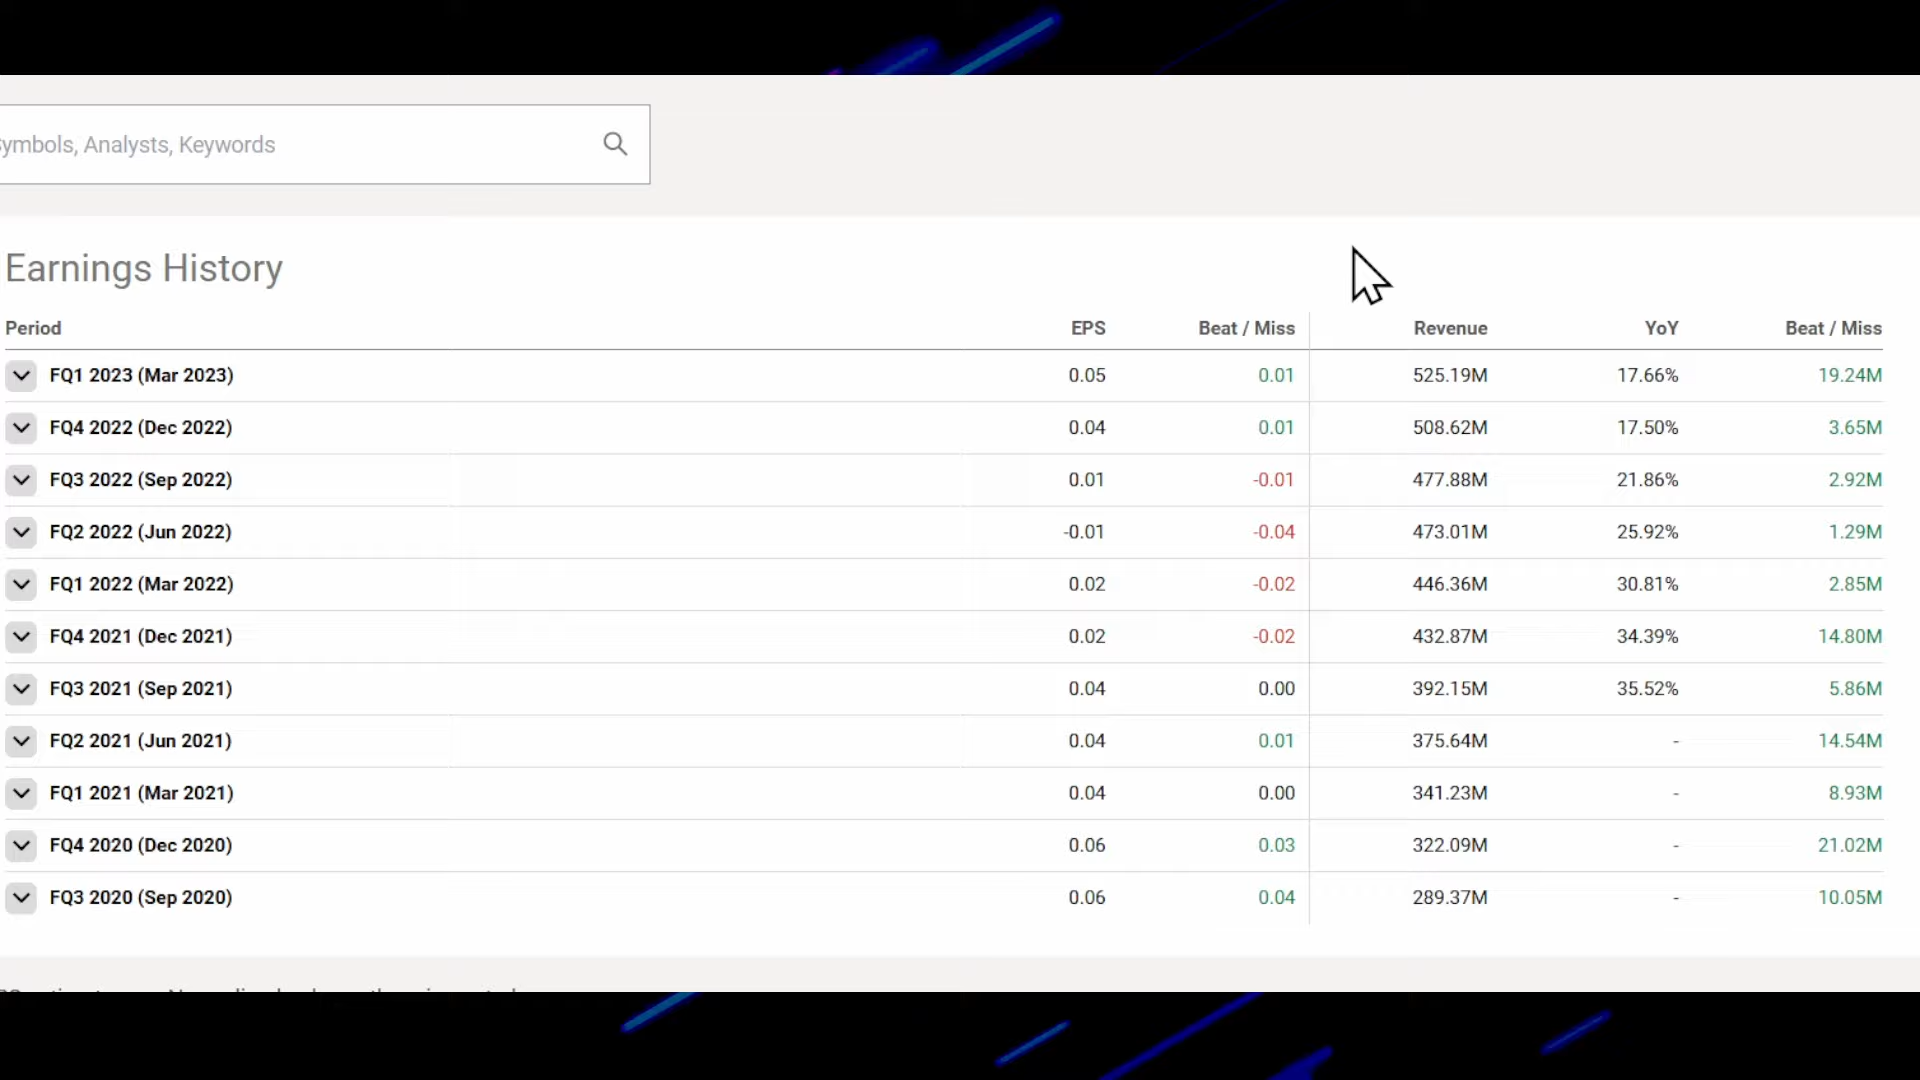 ymbols, Analysts, Keywords
Earnings History
Period EPS Beat / Miss Revenue YoY Beat / Miss
FQ1 2023 (Mar 2023) 0.05 0.01 525.19M 17.66% 19.24M
FQ4 2022 (Dec 2022) 0.04 0.01 508.62M 17.50% 3.65M
FQ3 2022 (Sep 2022) 0.01 -0.01 477.88M 21.86% 2.92M
FQ2 2022 (Jun 2022) -0.01 -0.04 473.01M 25.92% 1.29M
FQ1 2022 (Mar 2022) 0.02 -0.02 446.36M 30.81% 2.85M
FQ4 2021 (Dec 2021) 0.02 -0.02 432.87M 34.39% 14.80M
FQ3 2021 (Sep 2021) 0.04 0.00 392.15M 35.52% 5.86M
FQ2 2021 (Jun 2021) 0.04 0.01 375.64M - 14.54M
FQ1 2021 (Mar 2021) 0.04 0.00 341.23M - 8.93M
FQ4 2020 (Dec 2020) 0.06 0.03 322.09M - 21.02M
FQ3 2020 (Sep 2020) 0.06 0.04 289.37M - 10.05M